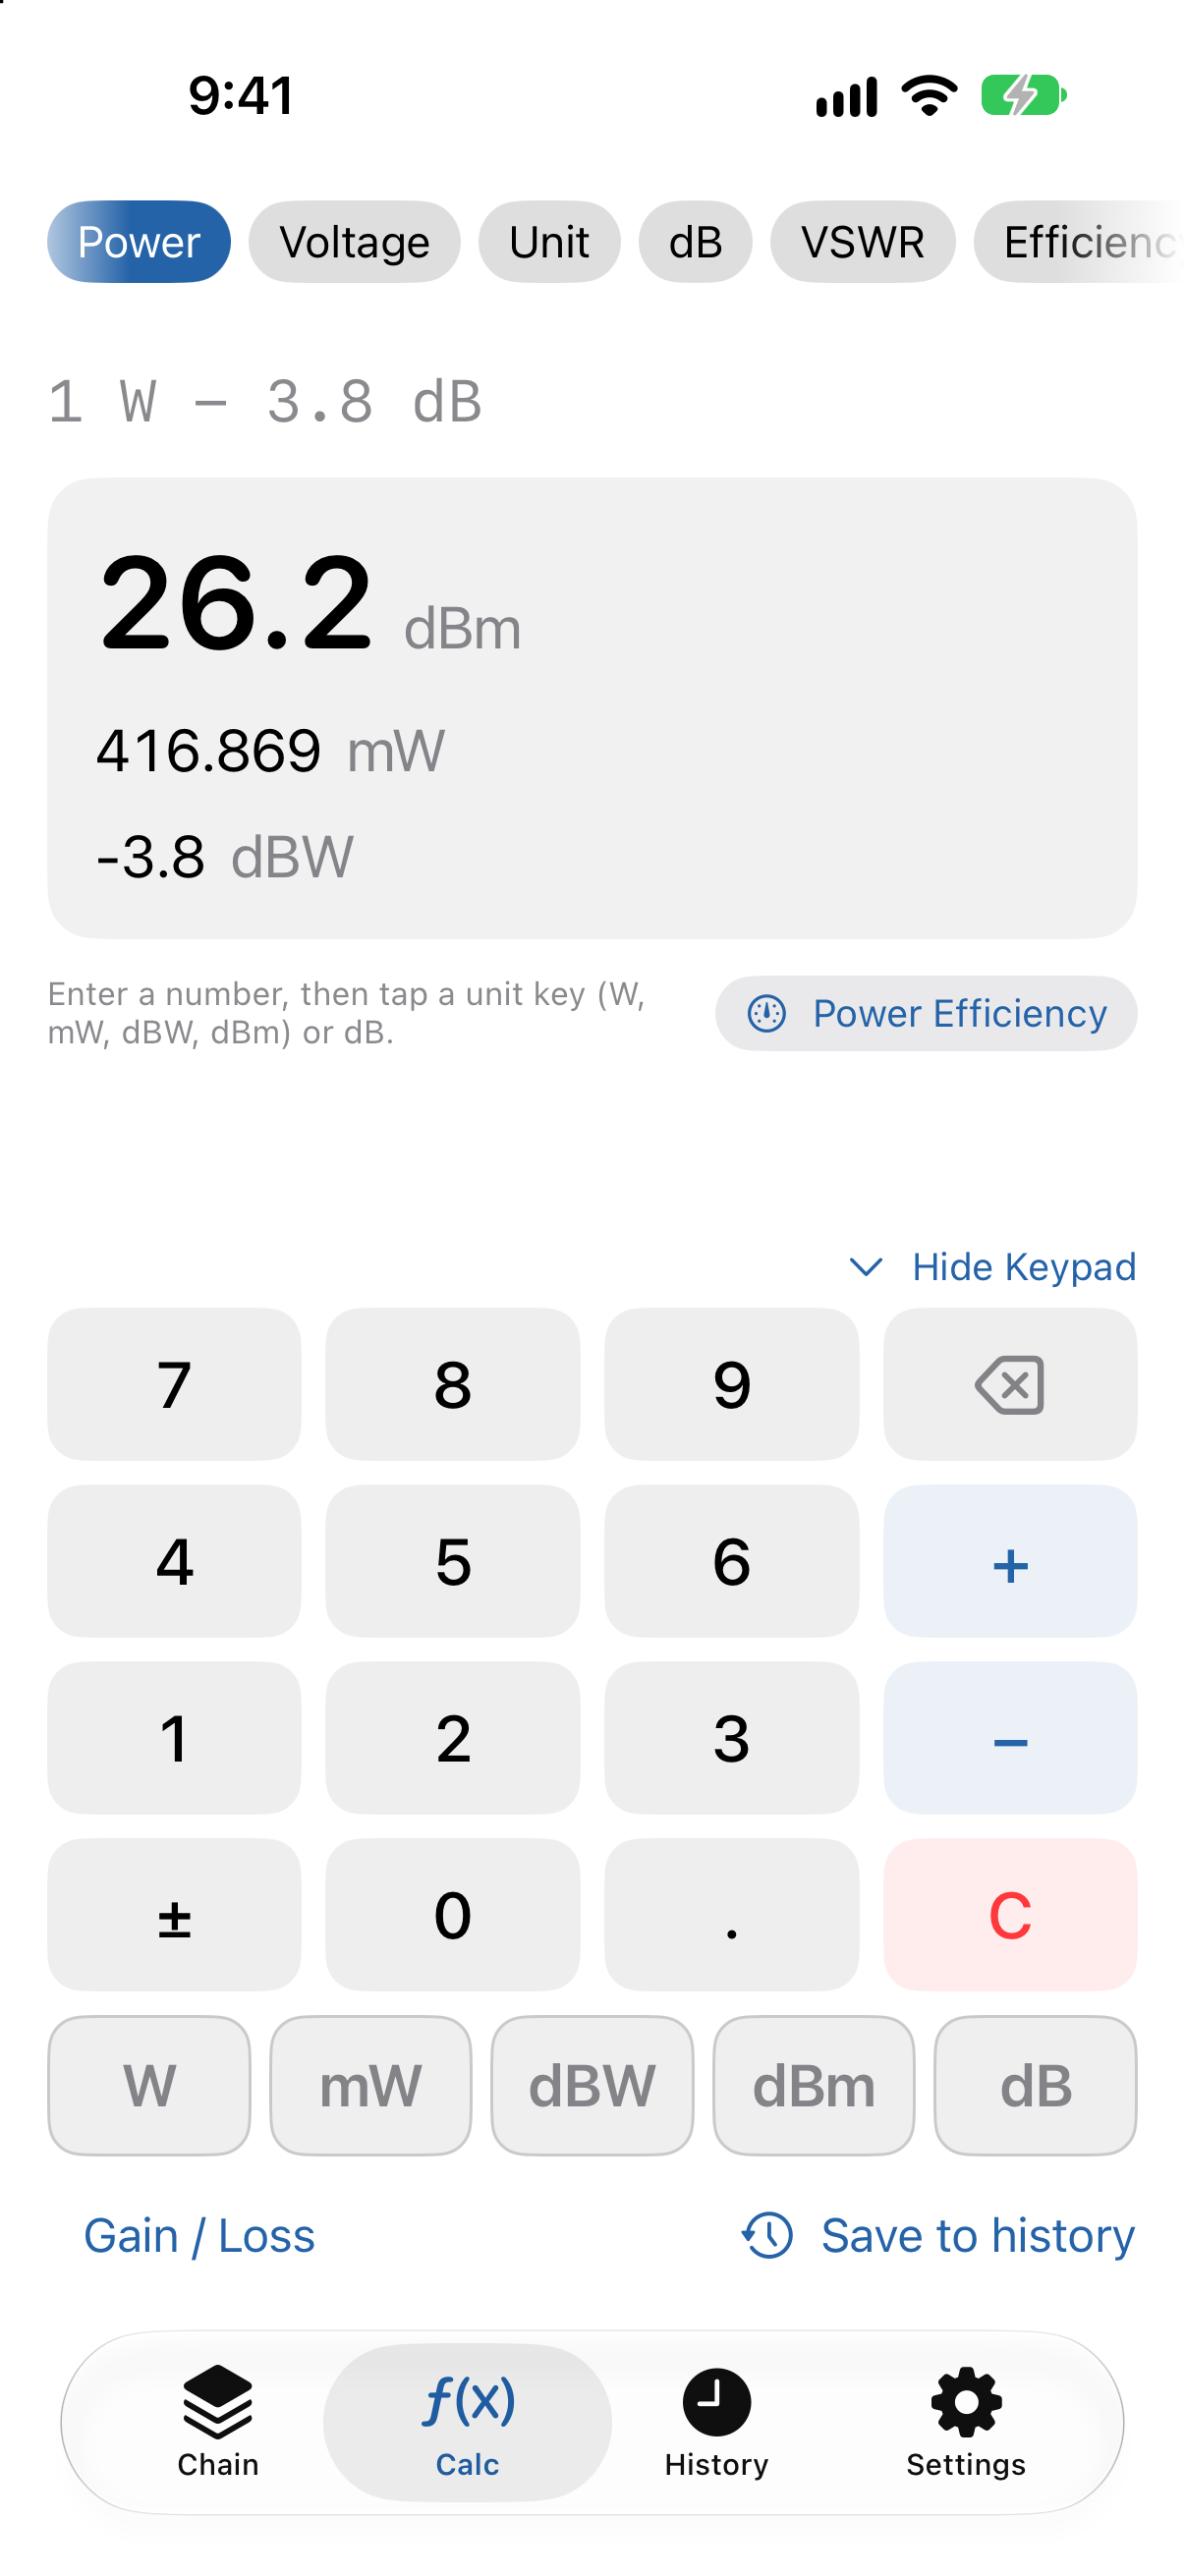 9:41
Power Voltage Unit dB VSWR Efficienc
1 W − 3.8 dB
26.2 dBm
416.869 mW
-3.8 dBW
Enter a number, then tap a unit key (W,
mW, dBW, dBm) or dB.
Power Efficiency
Hide Keypad
7 8 9
4 5 6 +
1 2 3 −
± 0 . C
W mW dBW dBm dB
Gain / Loss Save to history
ƒ(x)
Chain Calc History Settings